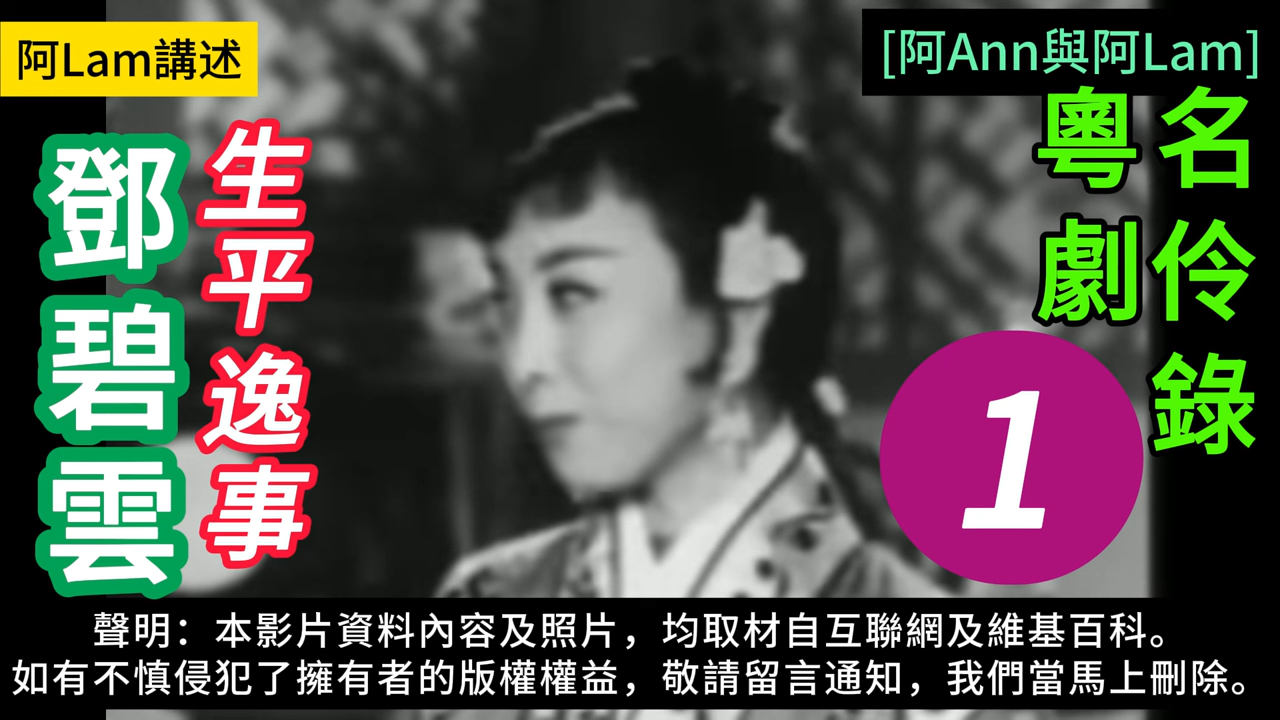 阿Lam講述
[阿Ann與阿Lam]
粵劇
名伶錄
1
鄧碧雲
生平逸事
聲明：本影片資料內容及照片，均取材自互聯網及維基百科。
如有不慎侵犯了擁有者的版權權益，敬請留言通知，我們當馬上刪除。